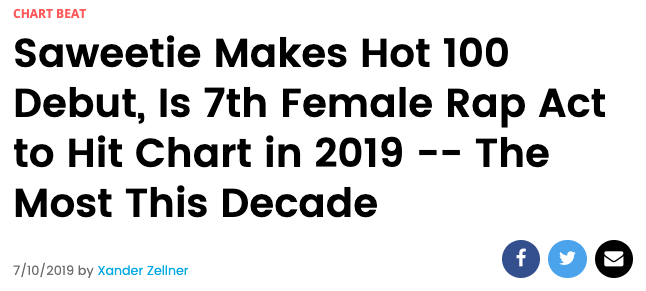 CHART BEAT
Saweetie Makes Hot 100
Debut, Is 7th Female Rap Act
to Hit Chart in 2019 -- The
Most This Decade
7/10/2019 by Xander Zellner